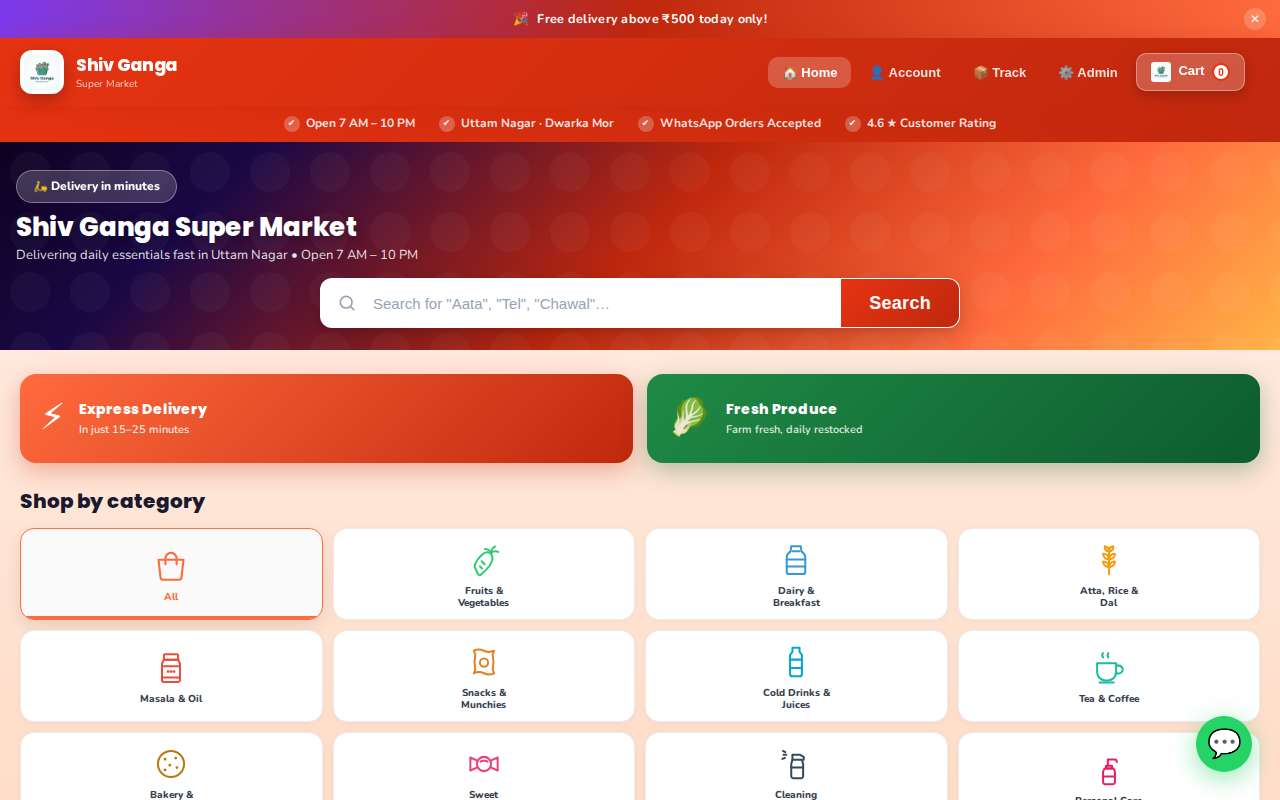 🎉 Free delivery above ₹500 today only!
✕
Shiv Ganga
Super Market
🏠 Home
👤 Account
📦 Track
⚙️ Admin
Cart 0
✔ Open 7 AM – 10 PM
✔ Uttam Nagar · Dwarka Mor
✔ WhatsApp Orders Accepted
✔ 4.6 ★ Customer Rating
🛵 Delivery in minutes
Shiv Ganga Super Market
Delivering daily essentials fast in Uttam Nagar • Open 7 AM – 10 PM
Search for "Aata", "Tel", "Chawal"…
Search
Express Delivery
In just 15–25 minutes
Fresh Produce
Farm fresh, daily restocked
Shop by category
All
Fruits &
Vegetables
Dairy &
Breakfast
Atta, Rice &
Dal
Masala & Oil
Snacks &
Munchies
Cold Drinks &
Juices
Tea & Coffee
Bakery &
Sweet
Cleaning
Personal Care